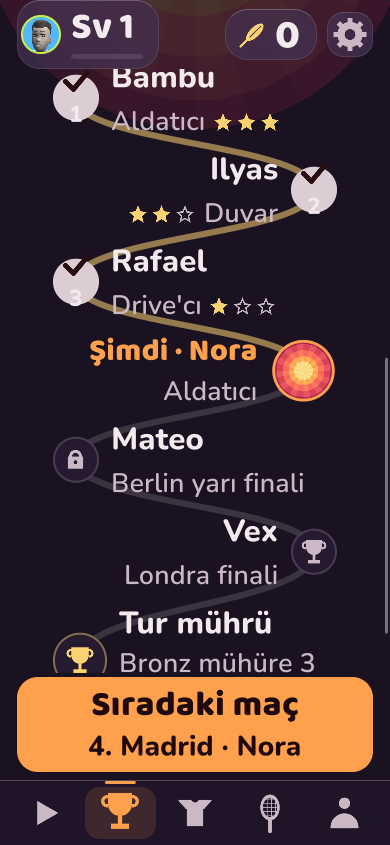 Sv 1
0
Bambu
1
Aldatıcı
Ilyas
2
Duvar
Rafael
3
Drive'cı
Şimdi · Nora
Aldatıcı
Mateo
Berlin yarı finali
Vex
Londra finali
Tur mührü
Bronz mühüre 3
Sıradaki maç
4. Madrid · Nora